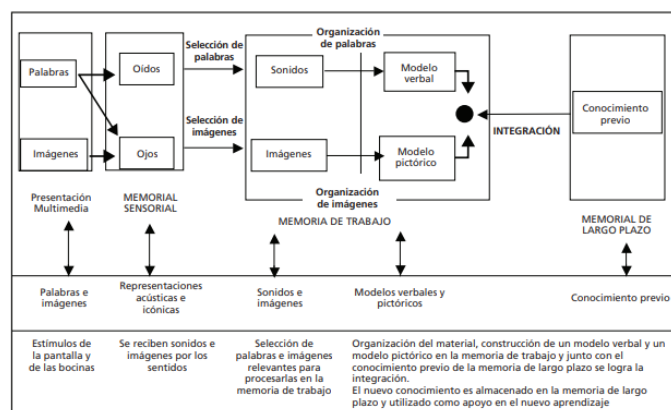 Selección de
palabras
Organización
de palabras
Palabras
Oídos
Sonidos
Modelo
verbal
Selección de
imágenes
INTEGRACIÓN
Conocimiento
previo
Imágenes
Ojos
Imágenes
Modelo
pictórico
Organización
de imágenes
Presentación
Multimedia
MEMORIAL
SENSORIAL
MEMORIA DE TRABAJO
MEMORIAL DE
LARGO PLAZO
Palabras e
imágenes
Representaciones
acústicas e
icónicas
Sonidos e
imágenes
Modelos verbales y
pictóricos
Conocimiento previo
Estímulos de
la pantalla y
de las bocinas
Se reciben sonidos e
imágenes por los
sentidos
Selección de
palabras e imágenes
relevantes para
procesarlas en la
memoria de trabajo
Organización del material, construcción de un modelo verbal y un
modelo pictórico en la memoria de trabajo y junto con el
conocimiento previo de la memoria de largo plazo se logra la
integración.
El nuevo conocimiento es almacenado en la memoria de largo
plazo y utilizado como apoyo en el nuevo aprendizaje